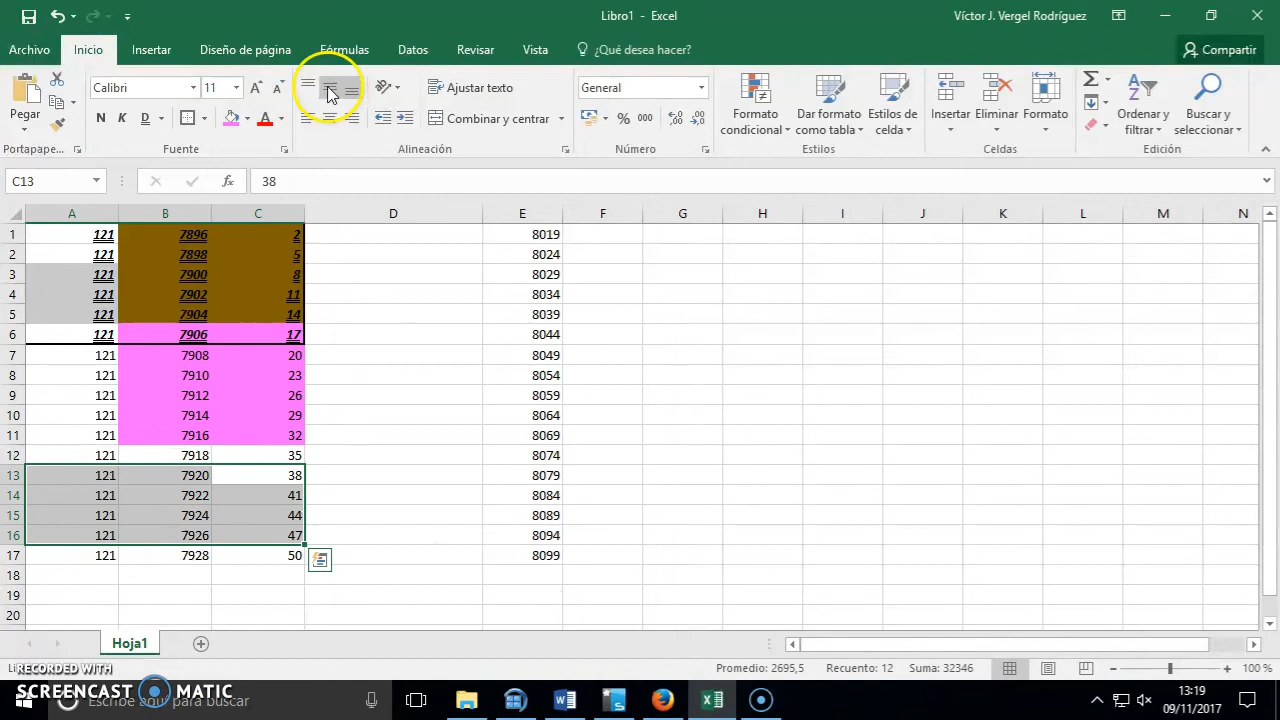 Libro1 - Excel
Víctor J. Vergel Rodríguez
Archivo Inicio Insertar Diseño de página Fórmulas Datos Revisar Vista ¿Qué desea hacer? Compartir
Pegar
Calibri 11
N K D
A
Ajustar texto
Combinar y centrar
General
% 000
Formato condicional
Dar formato como tabla
Estilos de celda
Insertar Eliminar Formato
Ordenar y filtrar
Buscar y seleccionar
Portapape... Fuente Alineación Número Estilos Celdas Edición
C13 fx 38
A B C D E F G H I J K L M N
1 121 7896 2 8019
2 121 7898 5 8024
3 121 7900 8 8029
4 121 7902 11 8034
5 121 7904 14 8039
6 121 7906 17 8044
7 121 7908 20 8049
8 121 7910 23 8054
9 121 7912 26 8059
10 121 7914 29 8064
11 121 7916 32 8069
12 121 7918 35 8074
13 121 7920 38 8079
14 121 7922 41 8084
15 121 7924 44 8089
16 121 7926 47 8094
17 121 7928 50 8099
18
19
20
Hoja1
Promedio: 2695,5 Recuento: 12 Suma: 32346 100 %
RECORDED WITH
SCREENCAST MATIC
Escribe aquí para buscar
13:19
09/11/2017